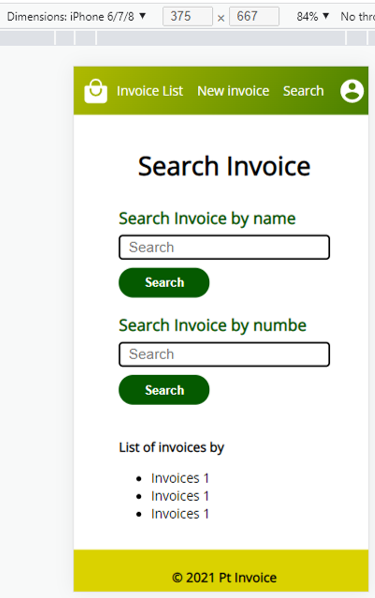 Dimensions: iPhone 6/7/8 ▼ 375 × 667 84% ▼ No thro
Invoice List New invoice Search
Search Invoice
Search Invoice by name
Search
Search
Search Invoice by numbe
Search
Search
List of invoices by
• Invoices 1
• Invoices 1
• Invoices 1
© 2021 Pt Invoice